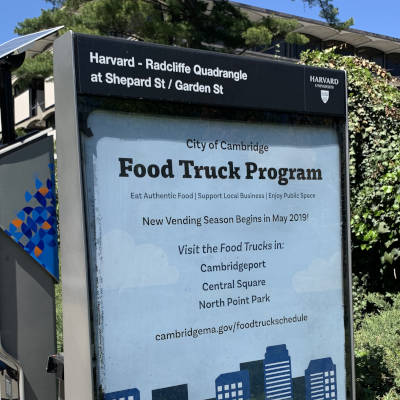 Harvard - Radcliffe Quadrangle
at Shepard St / Garden St
HARVARD
UNIVERSITY
City of Cambridge
Food Truck Program
Eat Authentic Food | Support Local Business | Enjoy Public Space
New Vending Season Begins in May 2019!
Visit the Food Trucks in:
Cambridgeport
Central Square
North Point Park
cambridgema.gov/foodtruckschedule